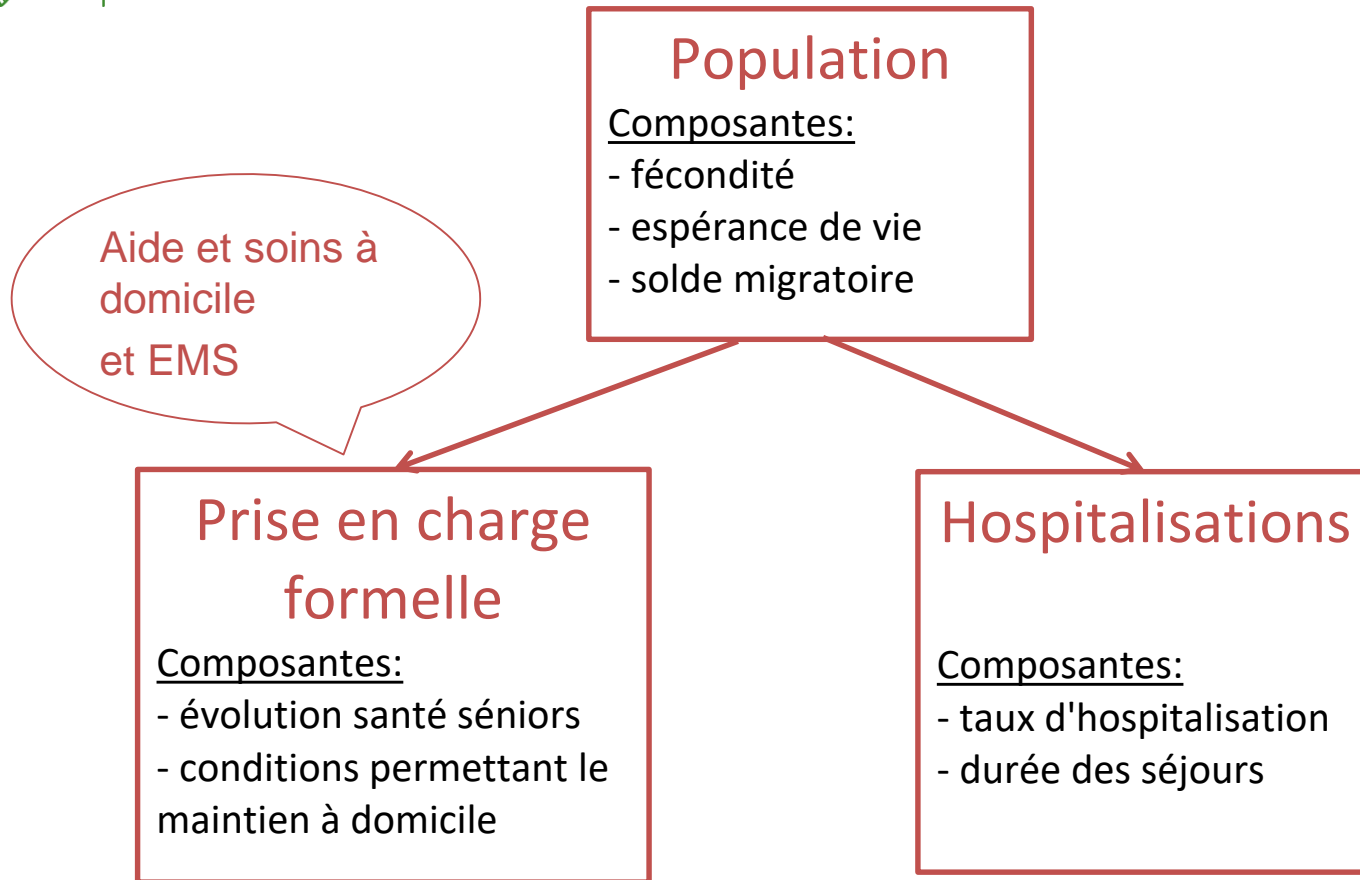 Population
Composantes:
- fécondité
- espérance de vie
- solde migratoire
Aide et soins à
domicile
et EMS
Prise en charge
formelle
Composantes:
- évolution santé séniors
- conditions permettant le
maintien à domicile
Hospitalisations
Composantes:
- taux d'hospitalisation
- durée des séjours